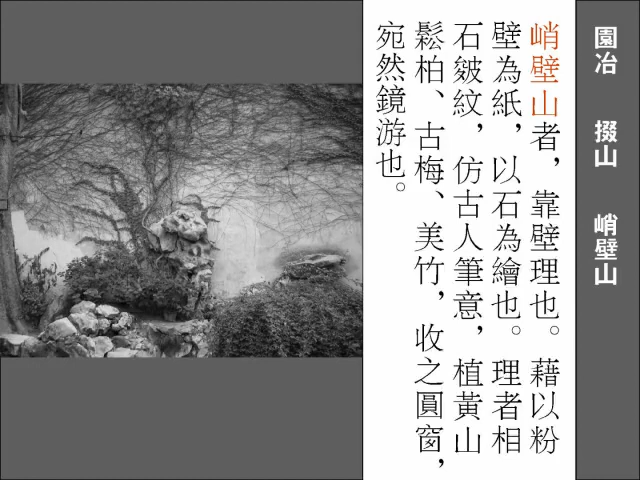 園冶　掇山　峭壁山
峭壁山者，靠壁理也。藉以粉
壁為紙，以石為繪也。理者相
石皴紋，仿古人筆意，植黃山
鬆柏、古梅、美竹，收之圓窗，
宛然鏡游也。